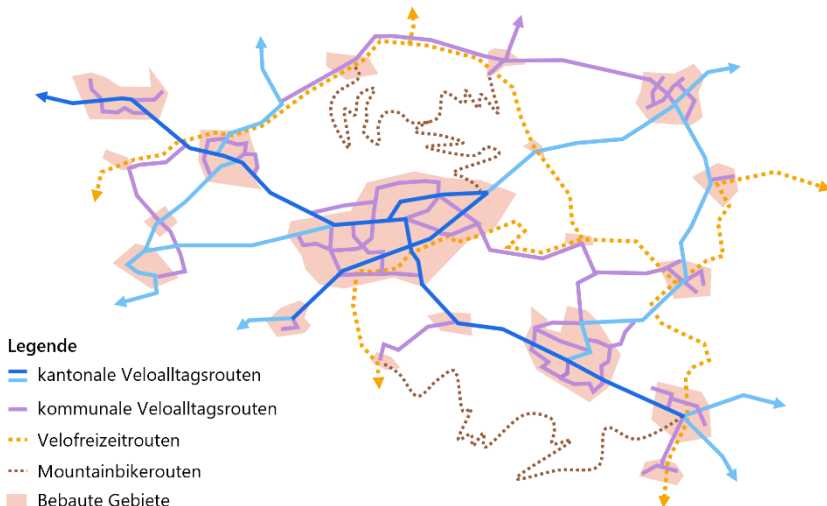 Legende
kantonale Veloalltagsrouten
kommunale Veloalltagsrouten
Velofreizeitrouten
Mountainbikerouten
Bebaute Gebiete